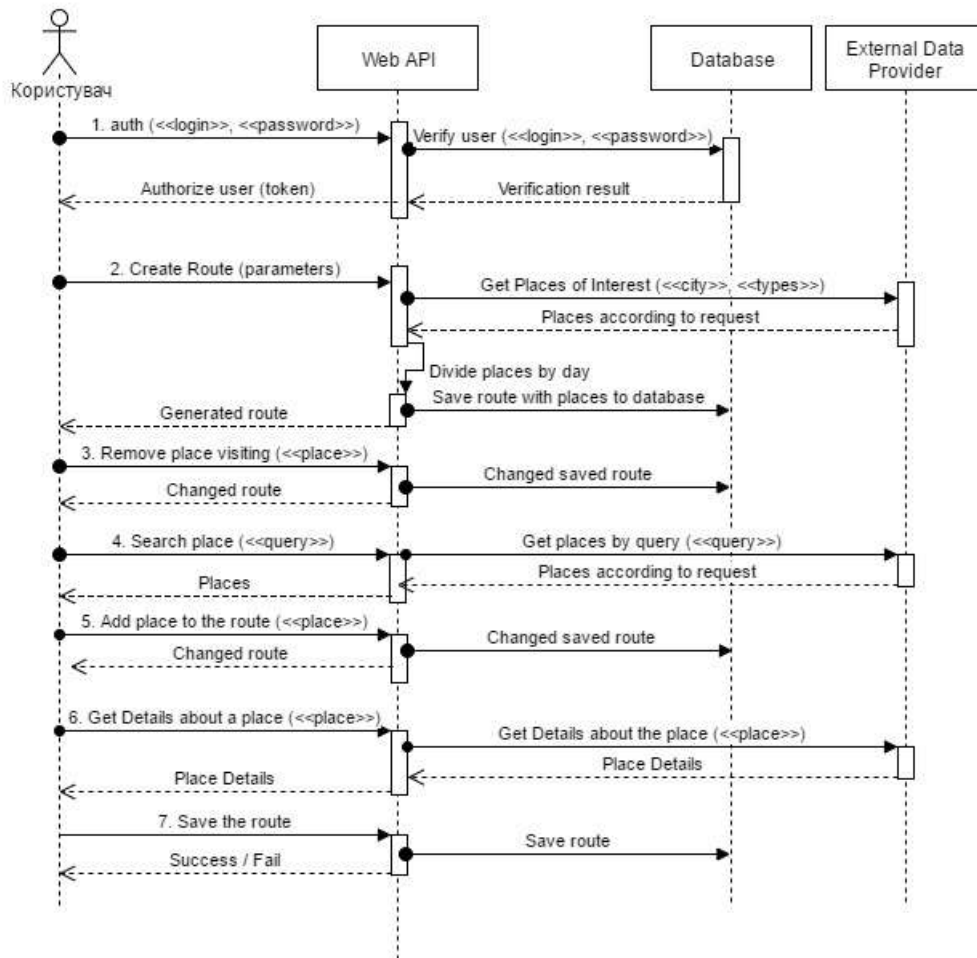 Користувач
Web API
Database
External Data
Provider
1. auth (<<login>>, <<password>>)
Verify user (<<login>>, <<password>>)
Authorize user (token)
Verification result
2. Create Route (parameters)
Get Places of Interest (<<city>>, <<types>>)
Places according to request
Divide places by day
Save route with places to database
Generated route
3. Remove place visiting (<<place>>)
Changed saved route
Changed route
4. Search place (<<query>>)
Get places by query (<<query>>)
Places according to request
Places
5. Add place to the route (<<place>>)
Changed saved route
Changed route
6. Get Details about a place (<<place>>)
Get Details about the place (<<place>>)
Place Details
Place Details
7. Save the route
Save route
Success / Fail